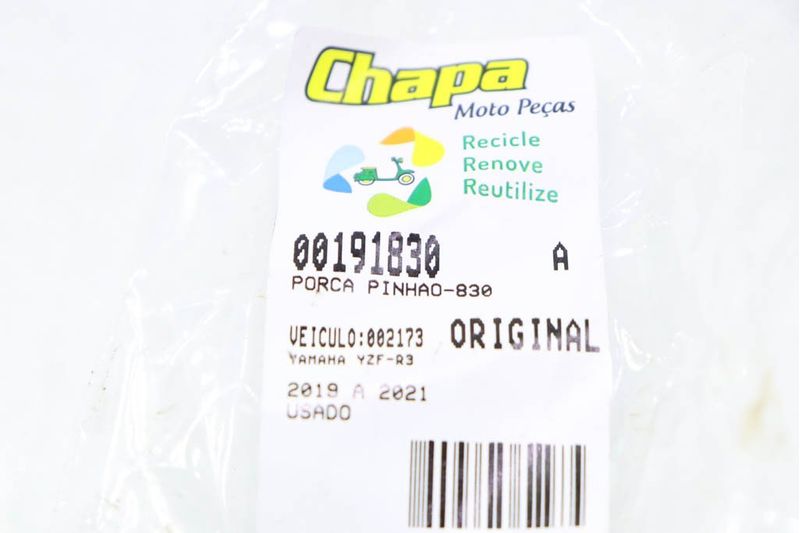 Chapa
Moto Peças
Recicle
Renove
Reutilize
00191830 A
PORCA PINHAO-830
VEICULO:002173 ORIGINAL
YAMAHA YZF-R3
2019 A 2021
USADO